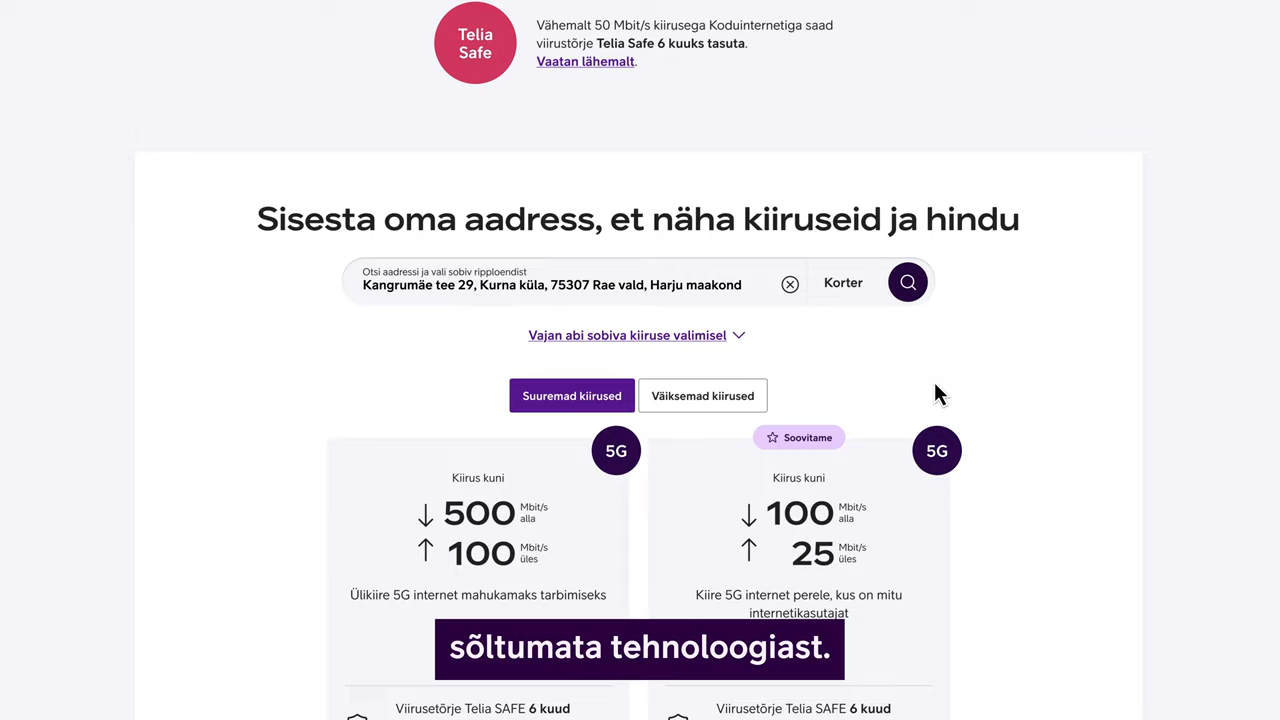 Telia
Safe
Vähemalt 50 Mbit/s kiirusega Koduinternetiga saad
viirustõrje Telia Safe 6 kuuks tasuta.
Vaatan lähemalt.
Sisesta oma aadress, et näha kiiruseid ja hindu
Otsi aadressi ja vali sobiv ripploendist
Kangrumäe tee 29, Kurna küla, 75307 Rae vald, Harju maakond
Korter
Vajan abi sobiva kiiruse valimisel
Suuremad kiirused
Väiksemad kiirused
5G
Kiirus kuni
500 Mbit/s alla
100 Mbit/s üles
Ülikiire 5G internet mahukamaks tarbimiseks
Viirusetõrje Telia SAFE 6 kuud
Soovitame
5G
Kiirus kuni
100 Mbit/s alla
25 Mbit/s üles
Kiire 5G internet perele, kus on mitu
internetikasutajat
Viirusetõrje Telia SAFE 6 kuud
sõltumata tehnoloogiast.